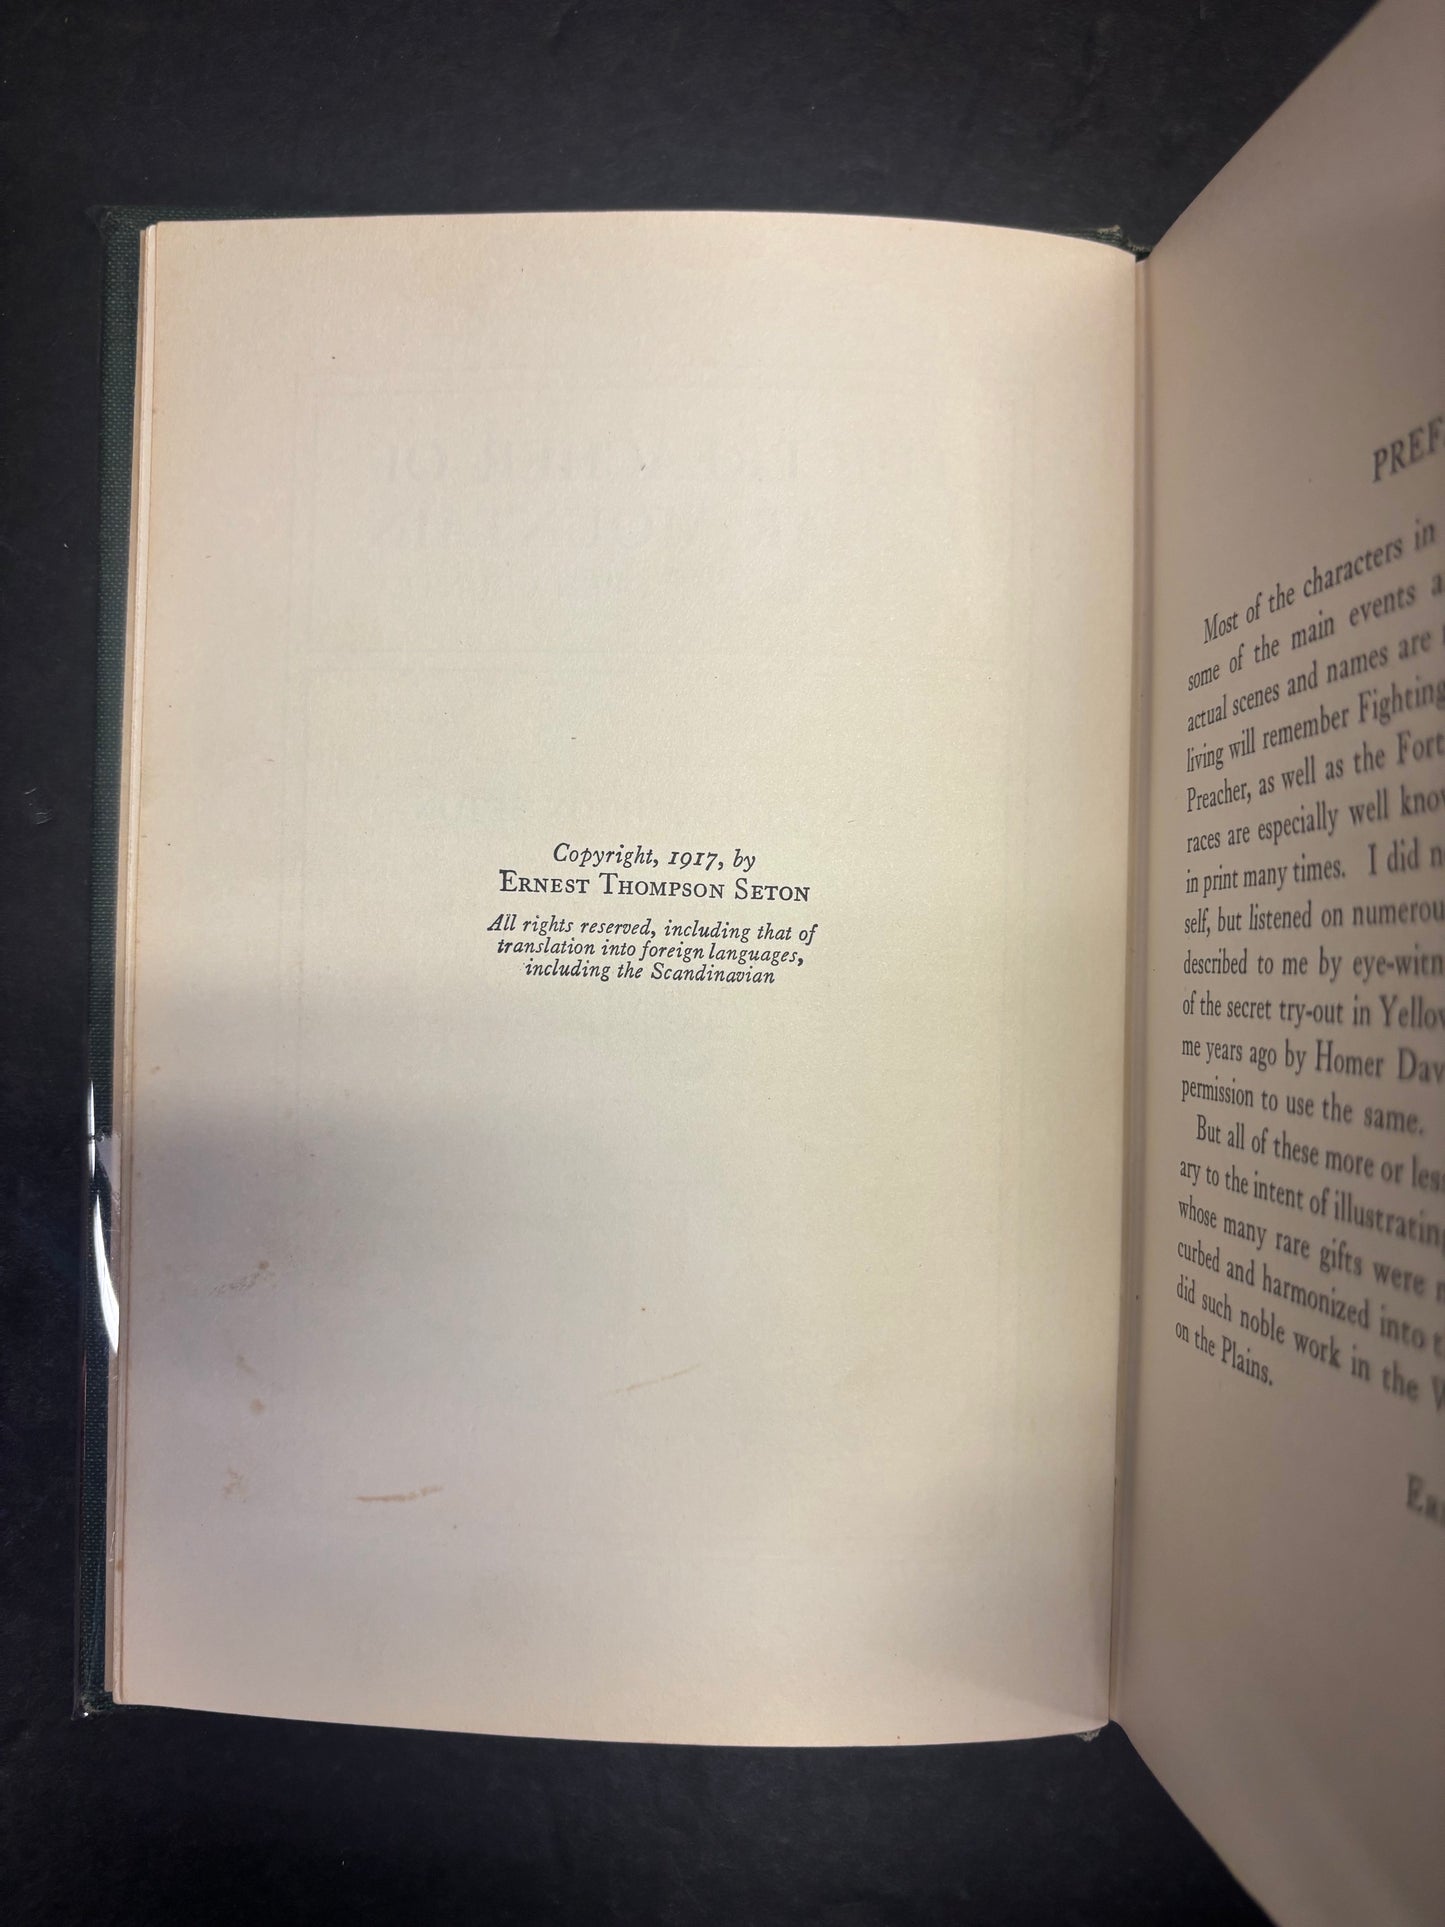 Copyright, 1917, by
ERNEST THOMPSON SETON
All rights reserved, including that of
translation into foreign languages,
including the Scandinavian
PREF
Most of the characters in
some of the main events
actual scenes and names are
living will remember Fighting
Preacher, as well as the Fort
races are especially well know
in print many times. I did
self, but listened on numerou
described to me by eye-witn
of the secret try-out in Yellow
me years ago by Homer Dav
permission to use the same.
But all of these more or less
ary to the intent of illustrating
whose many rare gifts were
curbed and harmonized into
did such noble work in the
on the Plains.